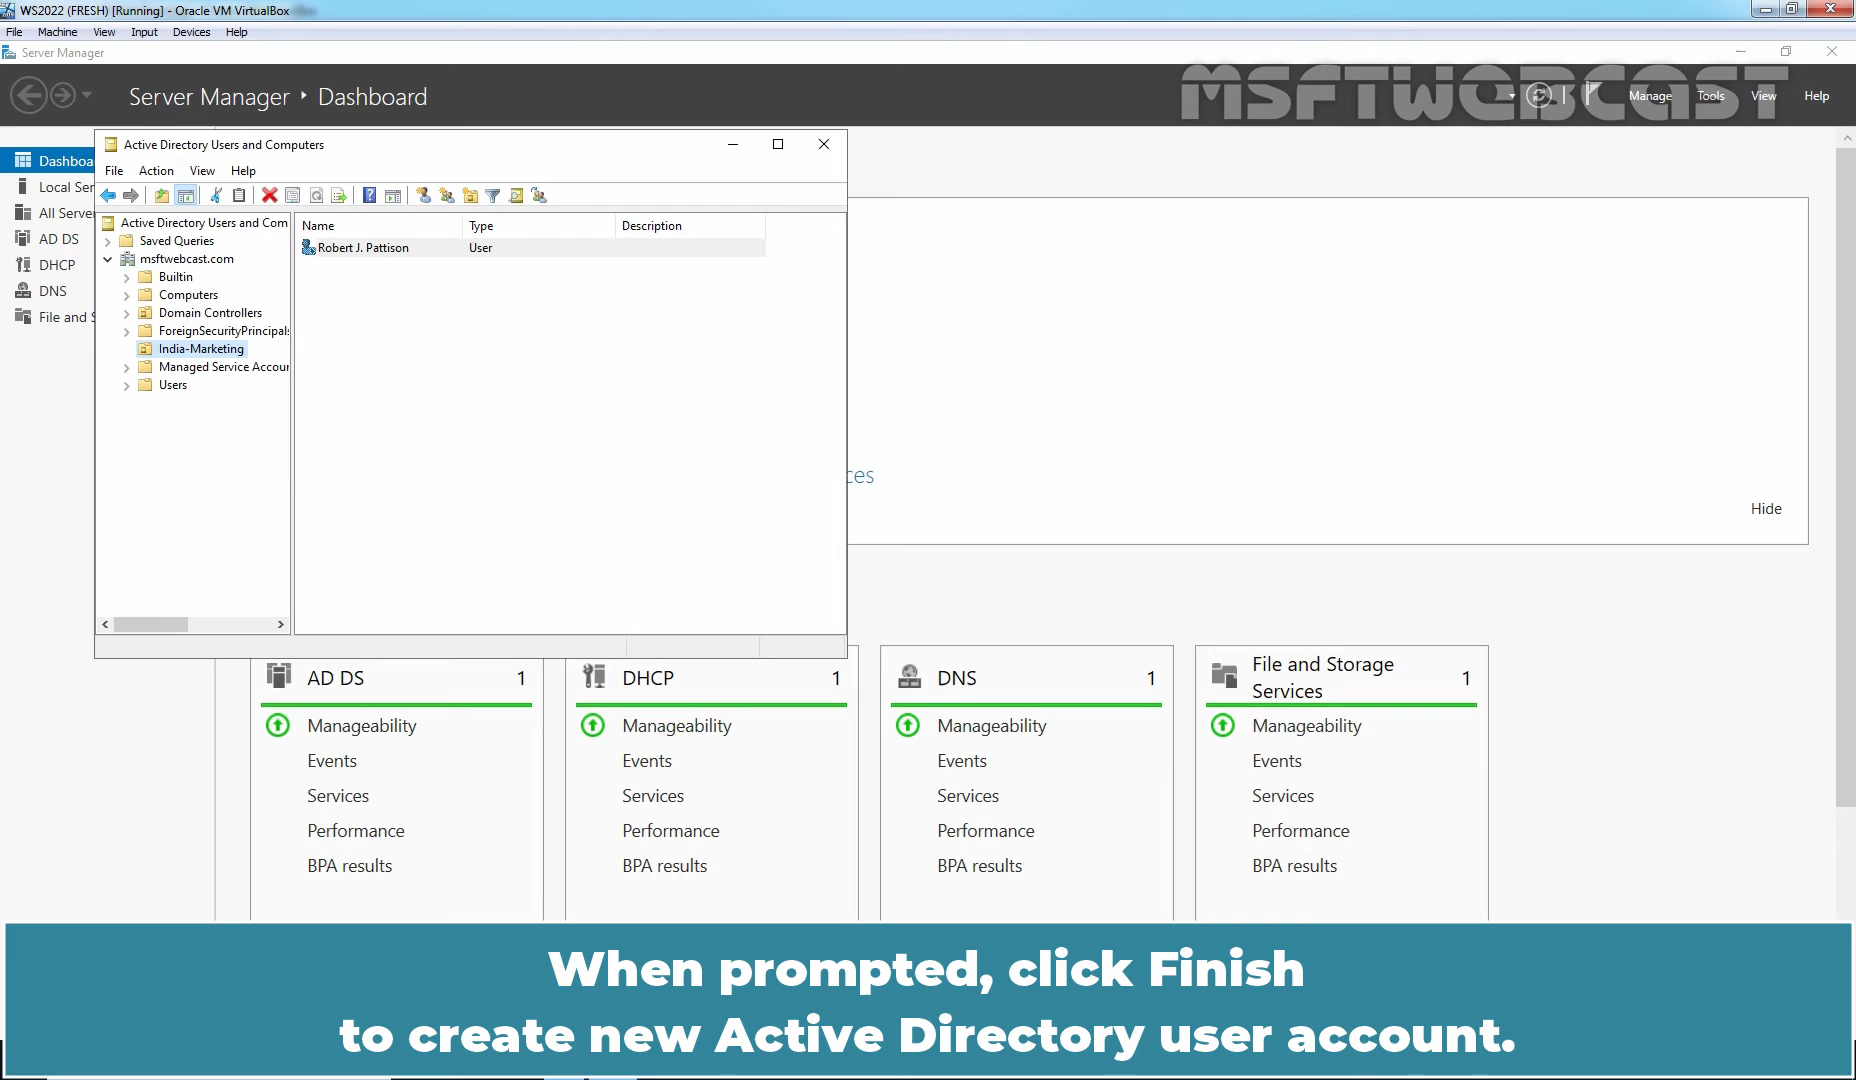 WS2022 (FRESH) [Running] - Oracle VM VirtualBox
File Machine View Input Devices Help
Server Manager
Server Manager • Dashboard
MSFTWEBCAST
Manage Tools View Help
Dashboa
Local Ser
All Server
AD DS
DHCP
DNS
File and S
Active Directory Users and Computers
File Action View Help
Active Directory Users and Com
Saved Queries
msftwebcast.com
Builtin
Computers
Domain Controllers
ForeignSecurityPrincipals
India-Marketing
Managed Service Accour
Users
Name Type Description
Robert J. Pattison User
ces
Hide
AD DS 1
Manageability
Events
Services
Performance
BPA results
DHCP 1
Manageability
Events
Services
Performance
BPA results
DNS 1
Manageability
Events
Services
Performance
BPA results
File and Storage
Services 1
Manageability
Events
Services
Performance
BPA results
When prompted, click Finish
to create new Active Directory user account.